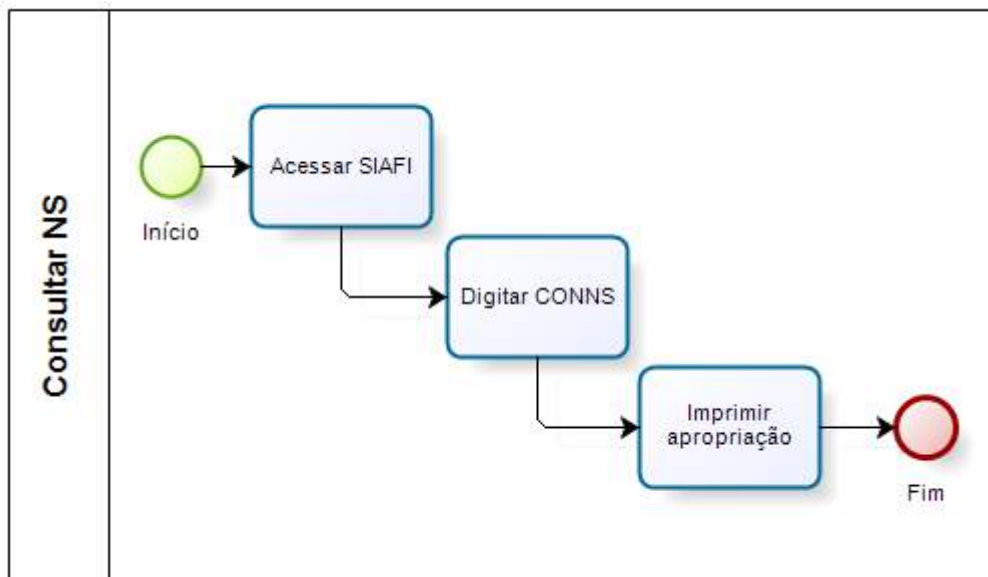 Consultar NS
Início
Acessar SIAFI
Digitar CONNS
Imprimir
apropriação
Fim